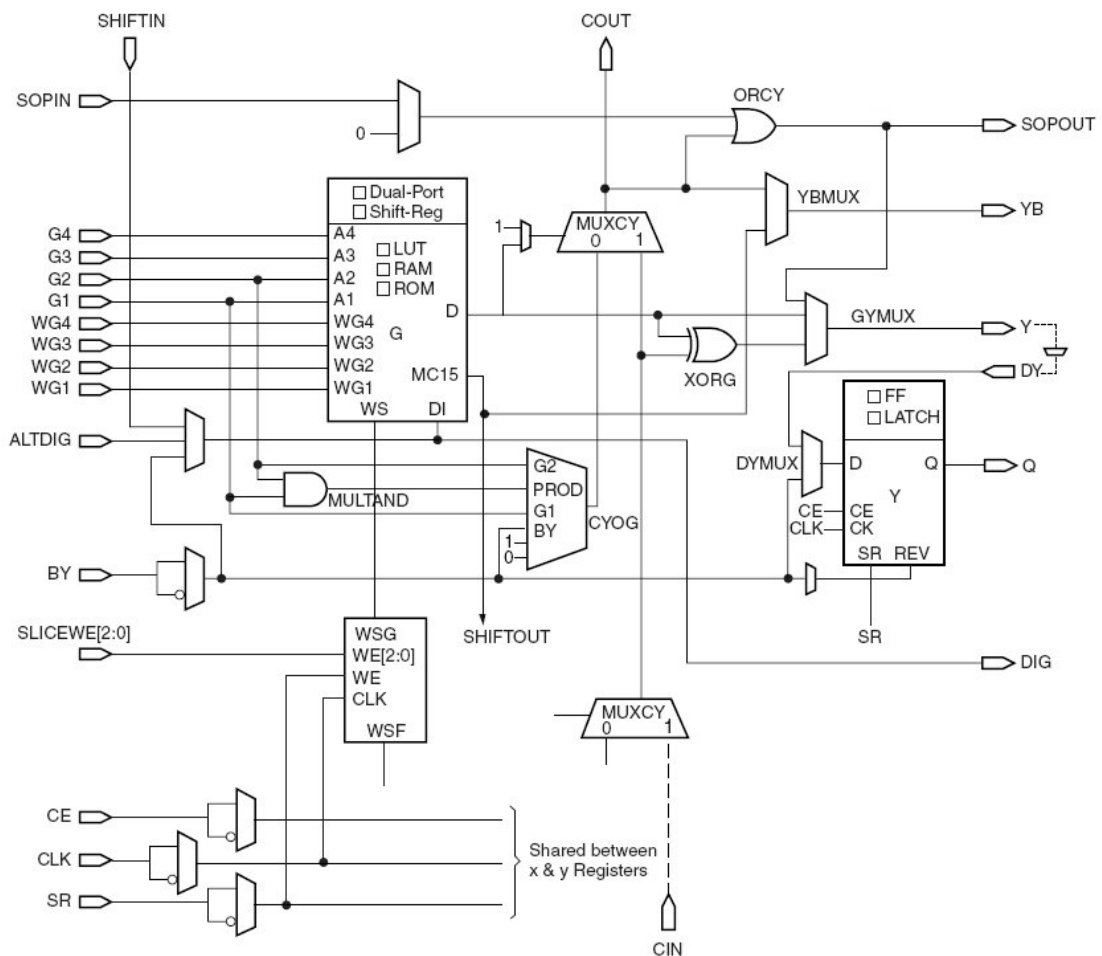 SHIFTIN
COUT
SOPIN
ORCY
0
SOPOUT
Dual-Port
Shift-Reg
YBMUX
YB
1
MUXCY
0 1
G4
A4
G3
A3
LUT
G2
A2
RAM
G1
A1
ROM
D
WG4
WG4
G
GYMUX
Y
WG3
WG3
WG2
WG2
MC15
XORG
DY
WG1
WG1
WS
DI
FF
LATCH
ALTDIG
DYMUX
D
Q
Q
G2
MULTAND
PROD
Y
G1
CYOG
CE
CE
BY
CLK
CK
1
0
SR
REV
BY
SLICEWE[2:0]
WSG
SHIFTOUT
SR
WE[2:0]
DIG
WE
CLK
MUXCY
0 1
WSF
CE
CLK
Shared between
x & y Registers
SR
CIN